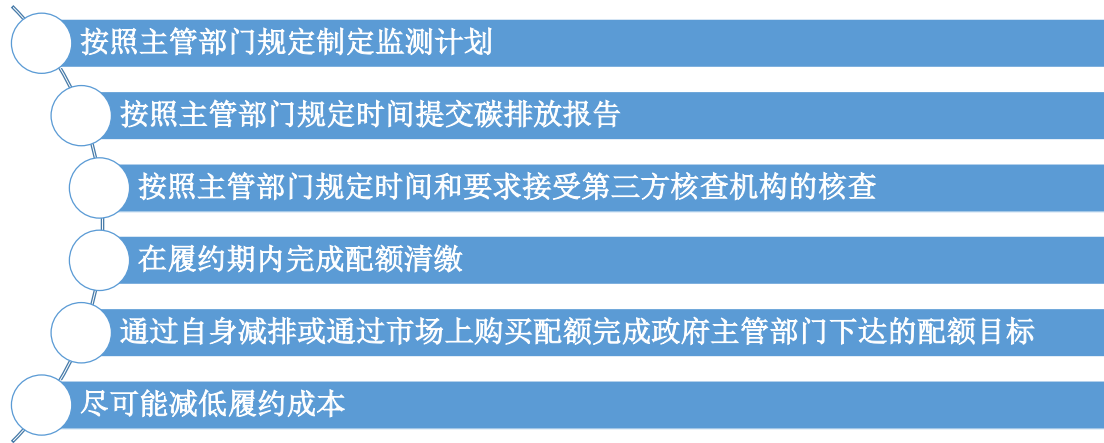 按照主管部门规定制定监测计划
按照主管部门规定时间提交碳排放报告
按照主管部门规定时间和要求接受第三方核查机构的核查
在履约期内完成配额清缴
通过自身减排或通过市场上购买配额完成政府主管部门下达的配额目标
尽可能减低履约成本